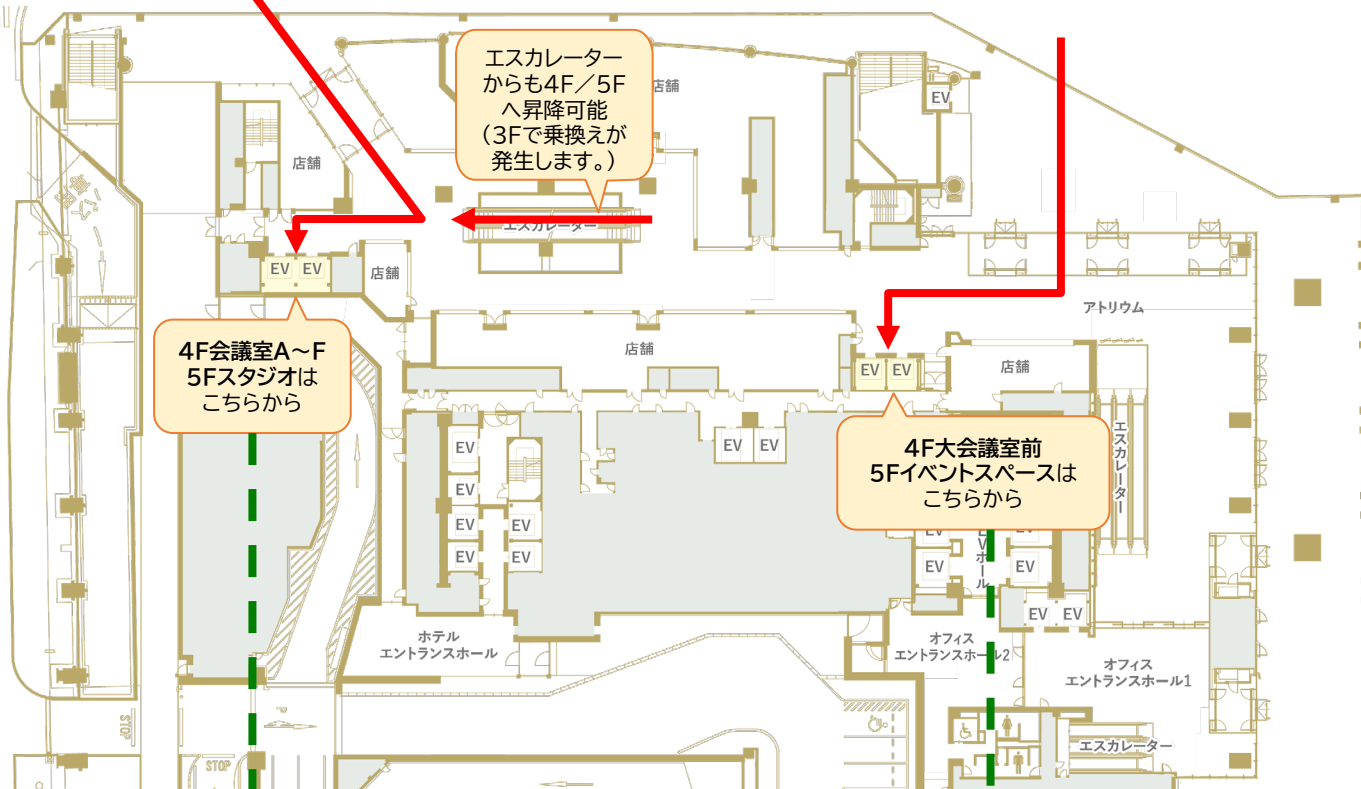 エスカレーター
からも4F／5F
へ昇降可能
（3Fで乗換えが
発生します。）
店舗
EV
店舗
エスカレーター
EV EV
店舗
アトリウム
4F会議室A～F
5Fスタジオは
こちらから
店舗
EV EV
店舗
4F大会議室前
5Fイベントスペースは
こちらから
エスカレーター
EV
EV EV
EV
EV EV
EV EV
EV
EV
EVホール
EV
EV
EV EV
ホテル
エントランスホール
オフィス
エントランスホール2
オフィス
エントランスホール1
エスカレーター
STOP
STOP